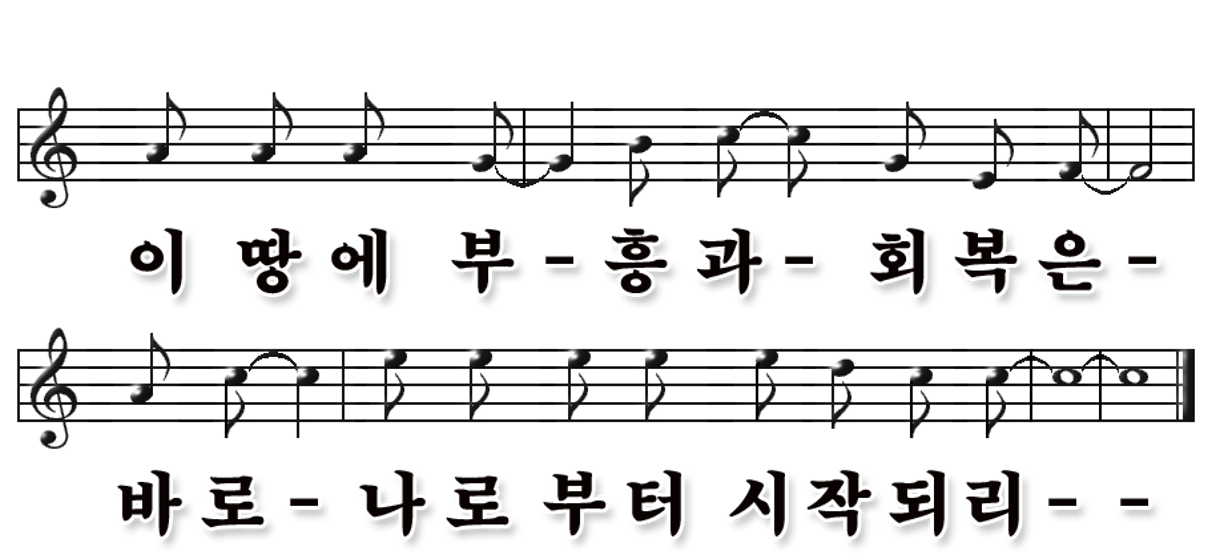 이 땅에 부-흥과- 회복은-
바로- 나로 부터 시작되리--